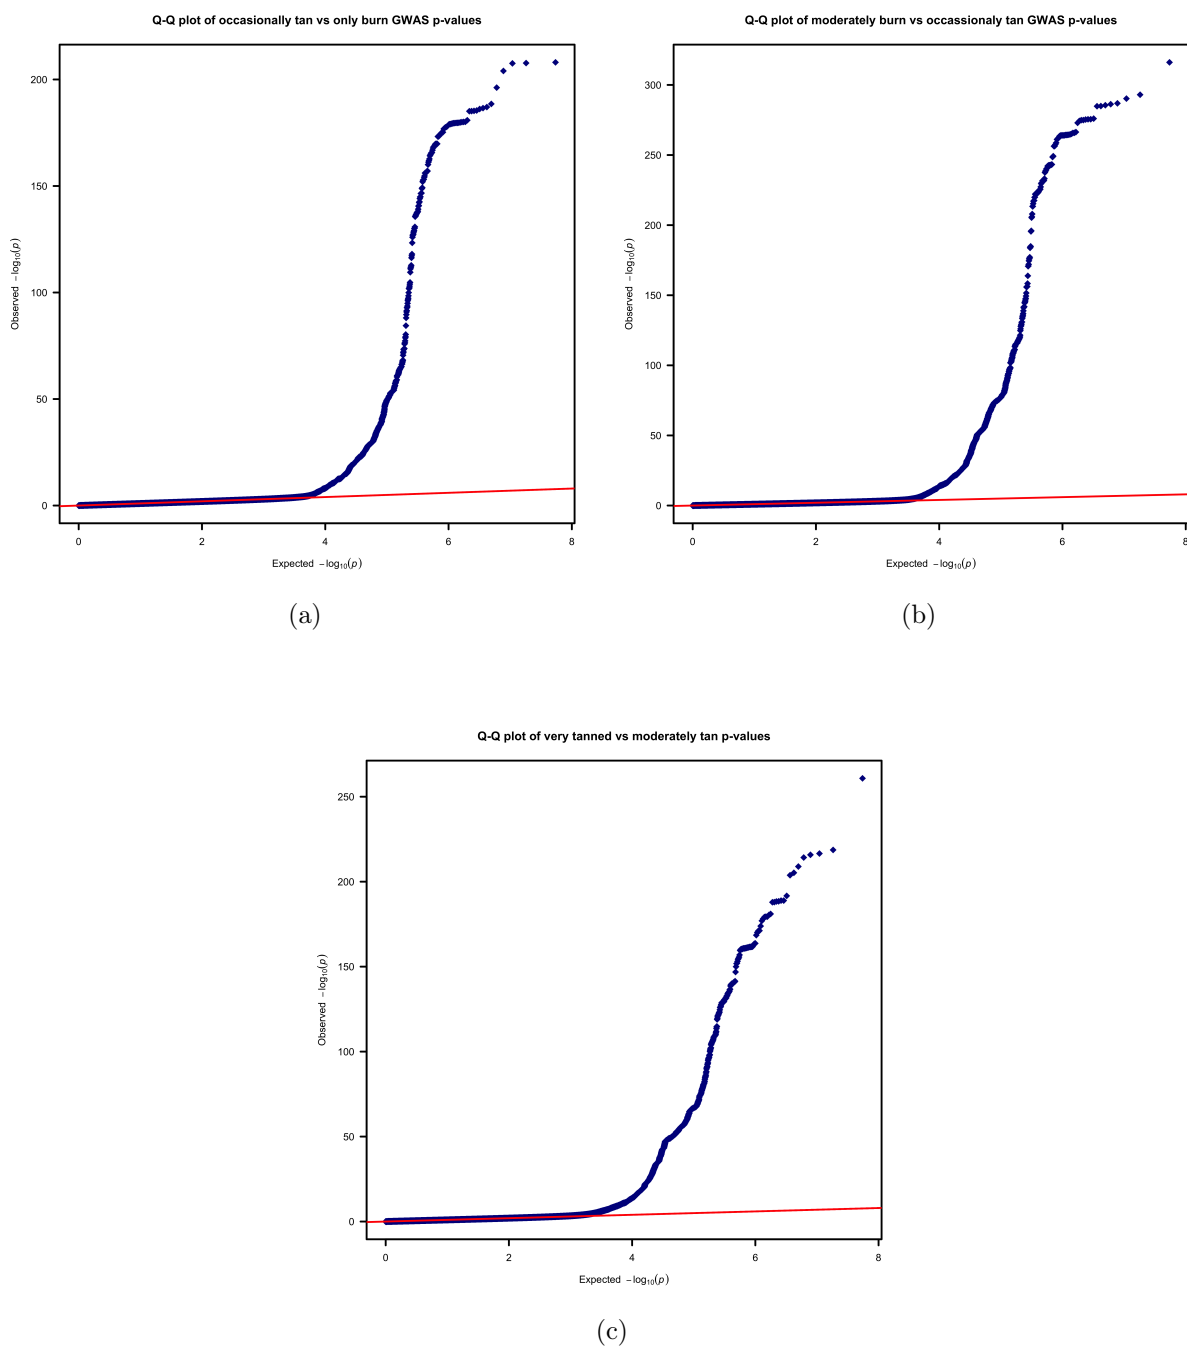 Q-Q plot of occasionally tan vs only burn GWAS p-values
200
150
100
50
0
Observed −log10(p)
0 2 4 6 8
Expected −log10(p)
(a)
Q-Q plot of moderately burn vs occassionaly tan GWAS p-values
300
250
200
150
100
50
0
Observed −log10(p)
0 2 4 6 8
Expected −log10(p)
(b)
Q-Q plot of very tanned vs moderately tan p-values
250
200
150
100
50
0
Observed −log10(p)
0 2 4 6 8
Expected −log10(p)
(c)